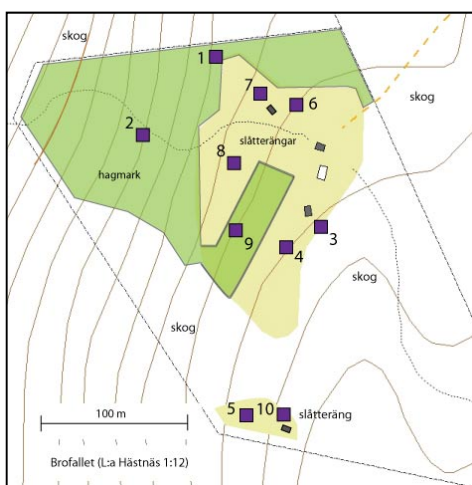 skog
1
7
6
skog
2
slåtterängar
8
hagmark
9
3
4
skog
skog
100 m
5
10
slåtteräng
Brofallet (L:a Hästnäs 1:12)